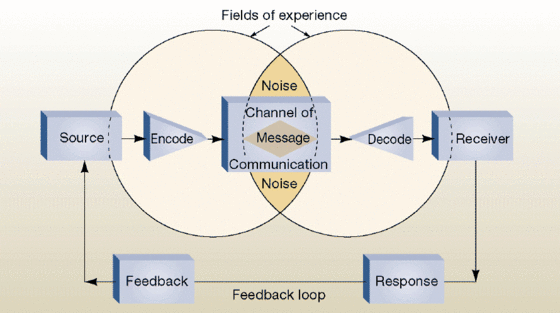 Fields of experience
Noise
Source
Encode
Channel of
Message
Communication
Decode
Receiver
Noise
Feedback
Feedback loop
Response